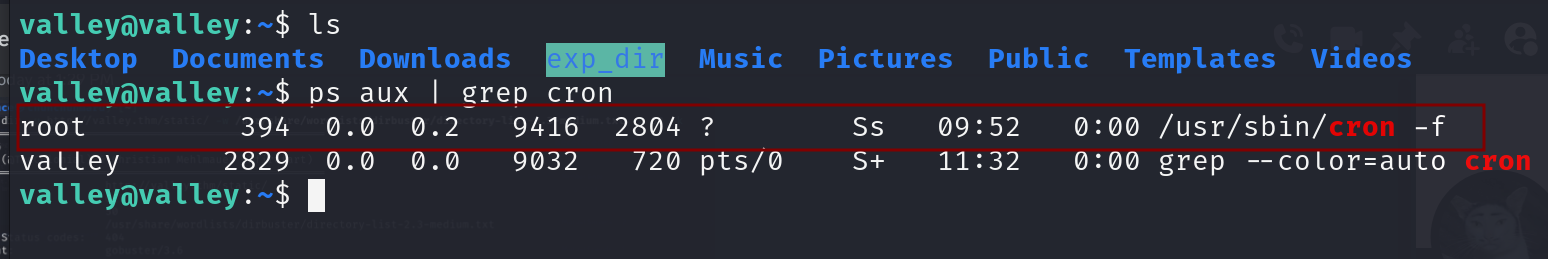 valley@valley:~$ ls
Desktop Documents Downloads exp_dir Music Pictures Public Templates Videos
valley@valley:~$ ps aux | grep cron
root 394 0.0 0.2 9416 2804 ? Ss 09:52 0:00 /usr/sbin/cron -f
valley 2829 0.0 0.0 9032 720 pts/0 S+ 11:32 0:00 grep --color=auto cron
valley@valley:~$